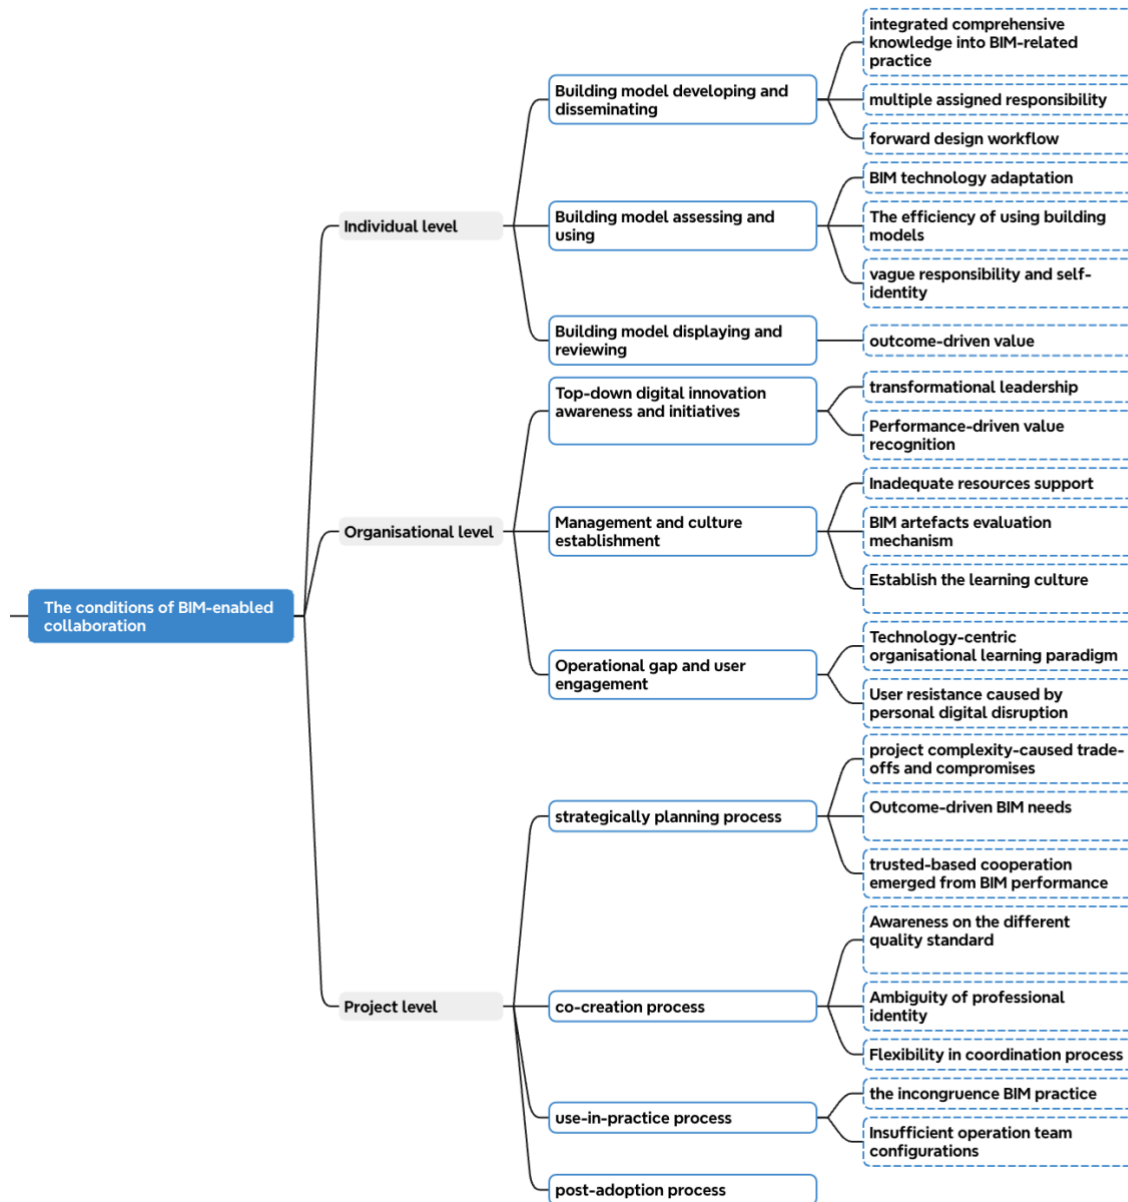 The conditions of BIM-enabled
collaboration
Individual level
Building model developing and
disseminating
integrated comprehensive
knowledge into BIM-related
practice
multiple assigned responsibility
forward design workflow
Building model assessing and
using
BIM technology adaptation
The efficiency of using building
models
vague responsibility and self-
identity
Building model displaying and
reviewing
outcome-driven value
Organisational level
Top-down digital innovation
awareness and initiatives
transformational leadership
Performance-driven value
recognition
Management and culture
establishment
Inadequate resources support
BIM artefacts evaluation
mechanism
Establish the learning culture
Operational gap and user
engagement
Technology-centric
organisational learning paradigm
User resistance caused by
personal digital disruption
Project level
strategically planning process
project complexity-caused trade-
offs and compromises
Outcome-driven BIM needs
trusted-based cooperation
emerged from BIM performance
co-creation process
Awareness on the different
quality standard
Ambiguity of professional
identity
Flexibility in coordination process
use-in-practice process
the incongruence BIM practice
Insufficient operation team
configurations
post-adoption process